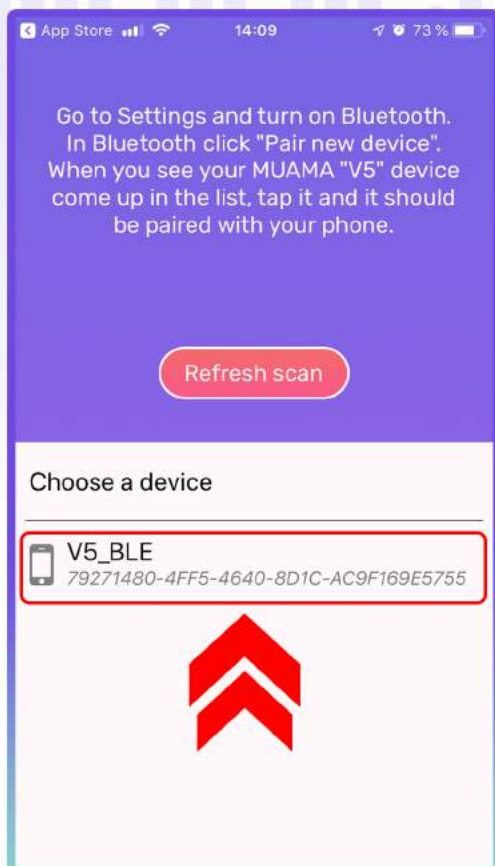 App Store 14:09 73 %
Go to Settings and turn on Bluetooth.
In Bluetooth click "Pair new device".
When you see your MUAMA "V5" device
come up in the list, tap it and it should
be paired with your phone.
Refresh scan
Choose a device
V5_BLE
79271480-4FF5-4640-8D1C-AC9F169E5755